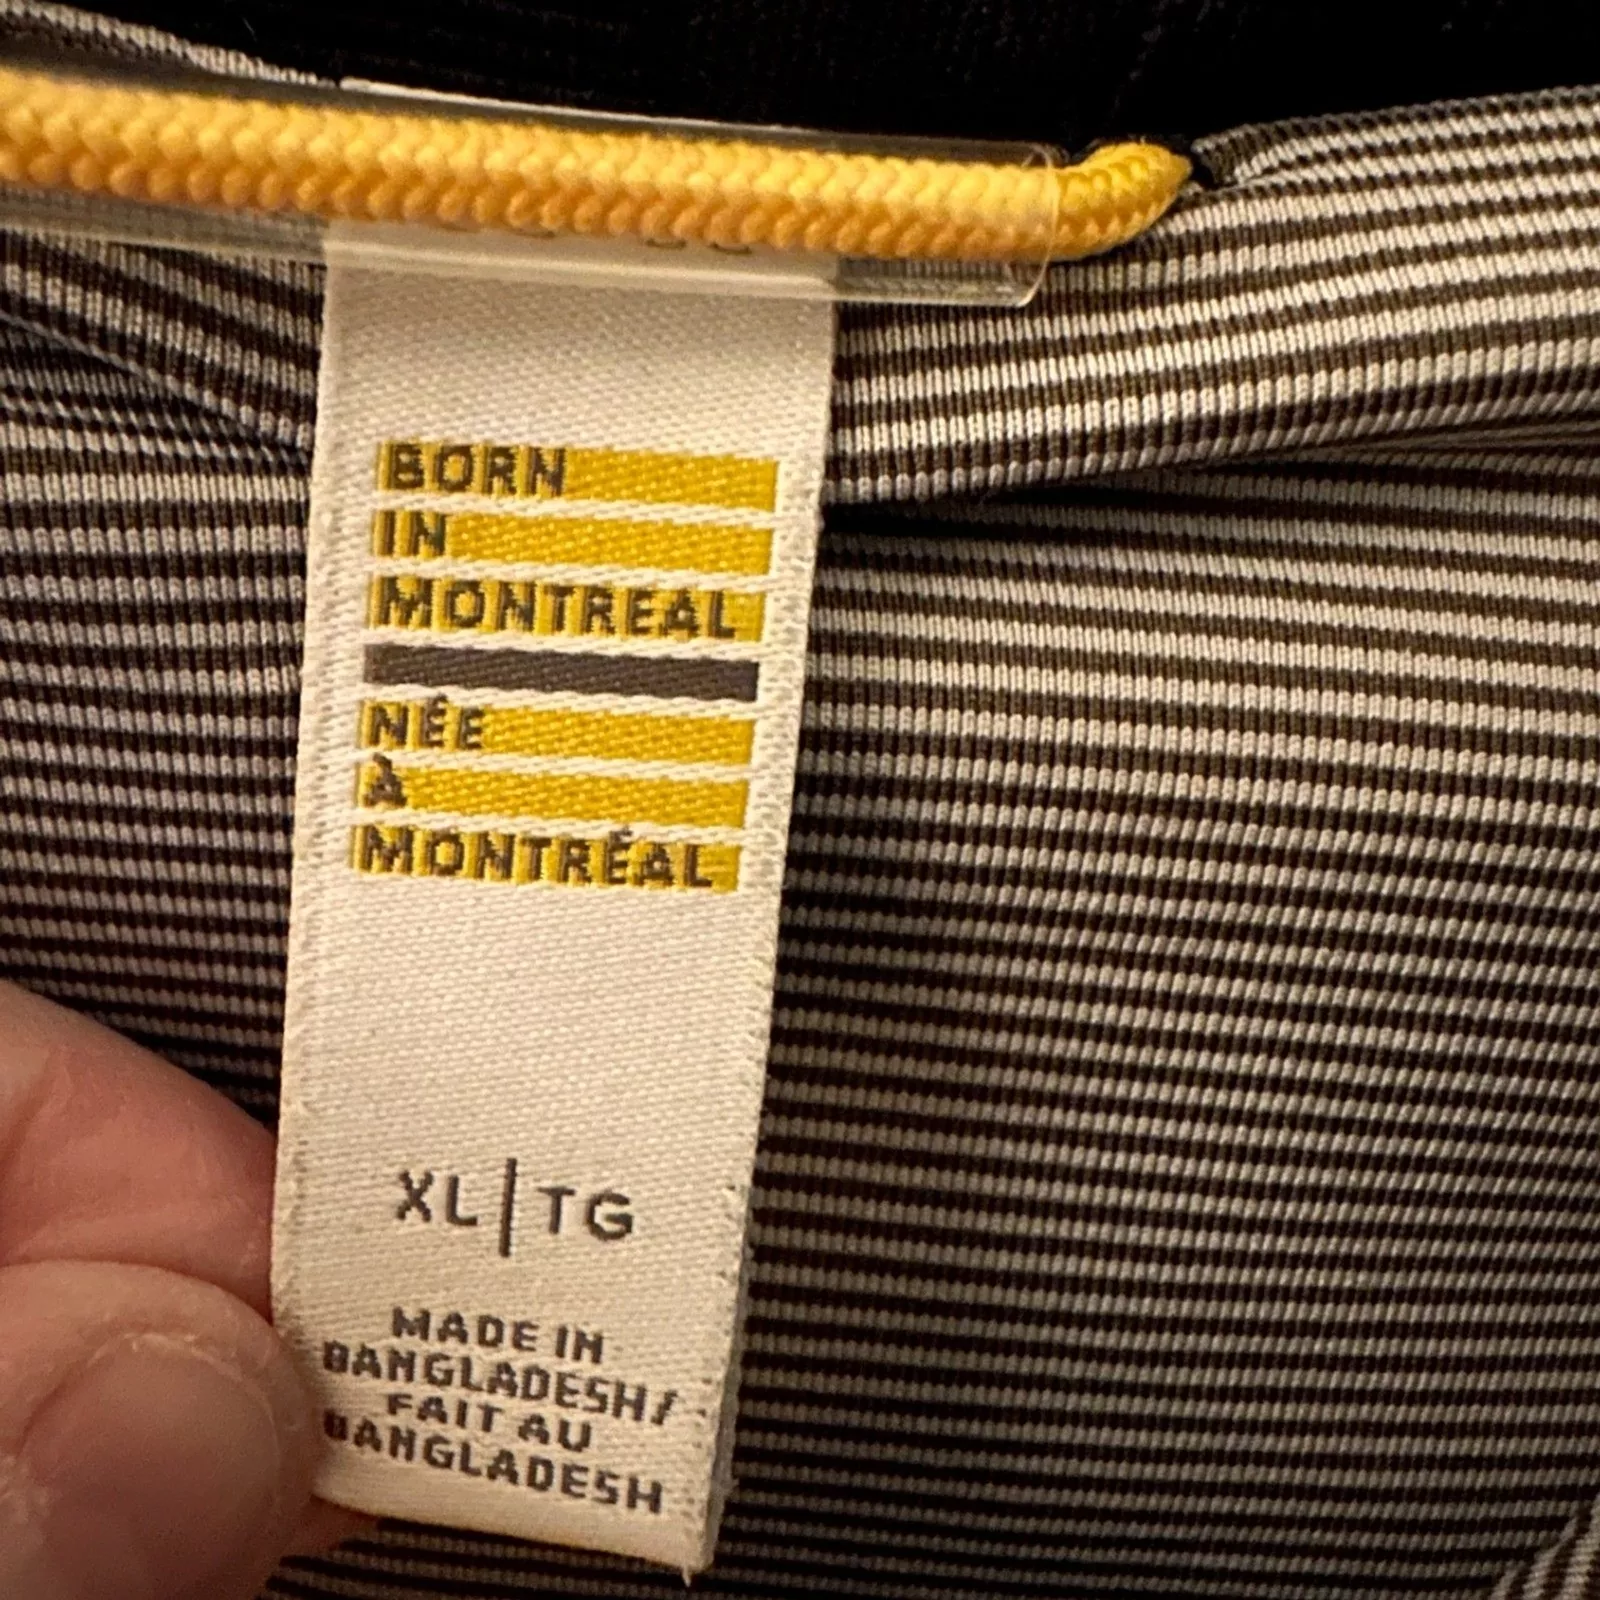 BORN
IN
MONTREAL
NÉE
À
MONTRÉAL
XL|TG
MADE IN
BANGLADESH/
FAIT AU
BANGLADESH